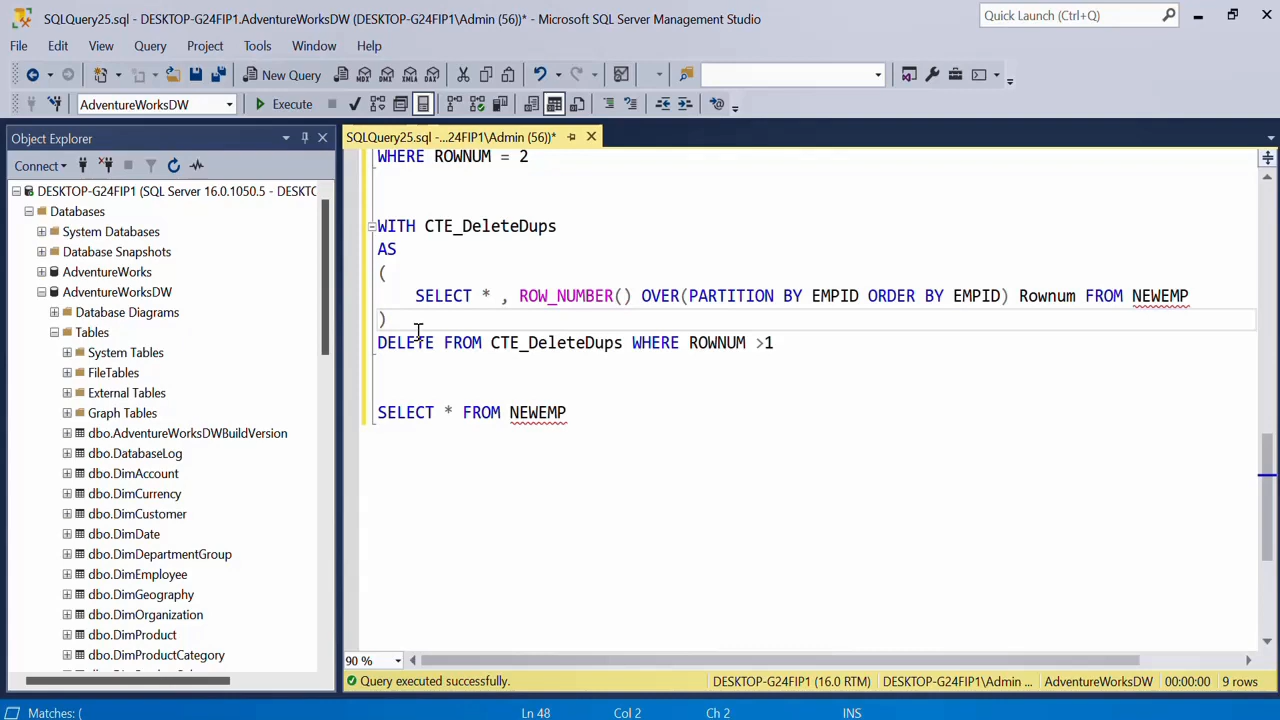 SQLQuery25.sql - DESKTOP-G24FIP1.AdventureWorksDW (DESKTOP-G24FIP1\Admin (56))* - Microsoft SQL Server Management Studio
Quick Launch (Ctrl+Q)
File Edit View Query Project Tools Window Help
New Query MDX DMX XMLA DAX
AdventureWorksDW Execute
Object Explorer
SQLQuery25.sql -...24FIP1\Admin (56))*
Connect
DESKTOP-G24FIP1 (SQL Server 16.0.1050.5 - DESKTC
Databases
System Databases
Database Snapshots
AdventureWorks
AdventureWorksDW
Database Diagrams
Tables
System Tables
FileTables
External Tables
Graph Tables
dbo.AdventureWorksDWBuildVersion
dbo.DatabaseLog
dbo.DimAccount
dbo.DimCurrency
dbo.DimCustomer
dbo.DimDate
dbo.DimDepartmentGroup
dbo.DimEmployee
dbo.DimGeography
dbo.DimOrganization
dbo.DimProduct
dbo.DimProductCategory
WHERE ROWNUM = 2
WITH CTE_DeleteDups
AS
(
SELECT * , ROW_NUMBER() OVER(PARTITION BY EMPID ORDER BY EMPID) Rownum FROM NEWEMP
)
DELETE FROM CTE_DeleteDups WHERE ROWNUM >1
SELECT * FROM NEWEMP
90 %
Query executed successfully. DESKTOP-G24FIP1 (16.0 RTM) DESKTOP-G24FIP1\Admin ... AdventureWorksDW 00:00:00 9 rows
Matches: ( Ln 48 Col 2 Ch 2 INS